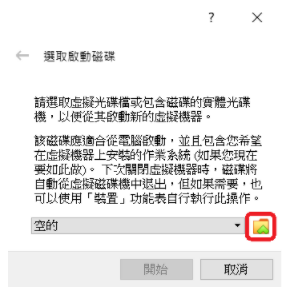 ?
選取啟動磁碟
請選取虛擬光碟檔或包含磁碟的實體光碟
機，以便從其啟動新的虛擬機器。
該磁碟應適合從電腦啟動，並且包含您希望
在虛擬機器上安裝的作業系統 (如果您現在
要如此做)。 下次關閉虛擬機器時，磁碟將
自動從虛擬磁碟機中退出，但如果需要，也
可以使用「裝置」功能表自行執行此操作。
空的
開始 取消